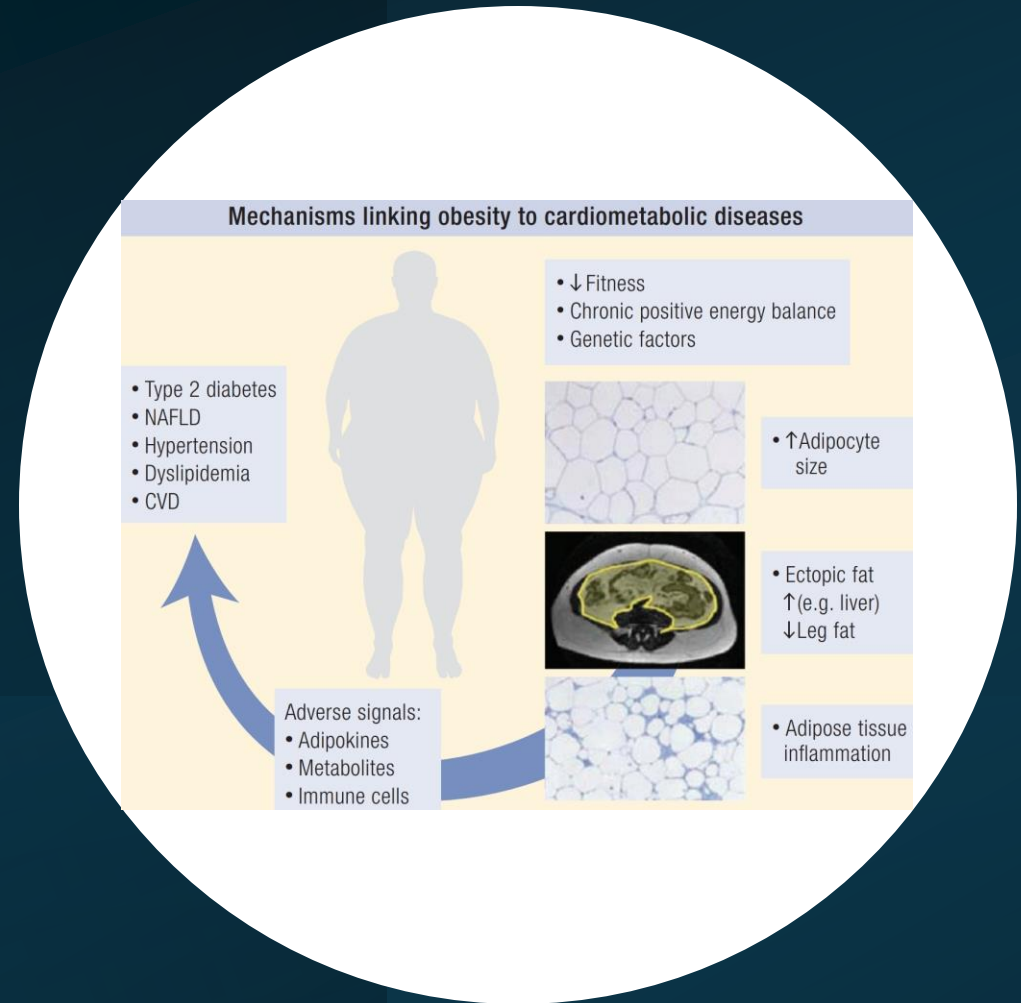 Mechanisms linking obesity to cardiometabolic diseases
• ↓Fitness
• Chronic positive energy balance
• Genetic factors
• Type 2 diabetes
• NAFLD
• Hypertension
• Dyslipidemia
• CVD
• ↑Adipocyte
size
• Ectopic fat
↑(e.g. liver)
↓Leg fat
• Adipose tissue
inflammation
Adverse signals:
• Adipokines
• Metabolites
• Immune cells